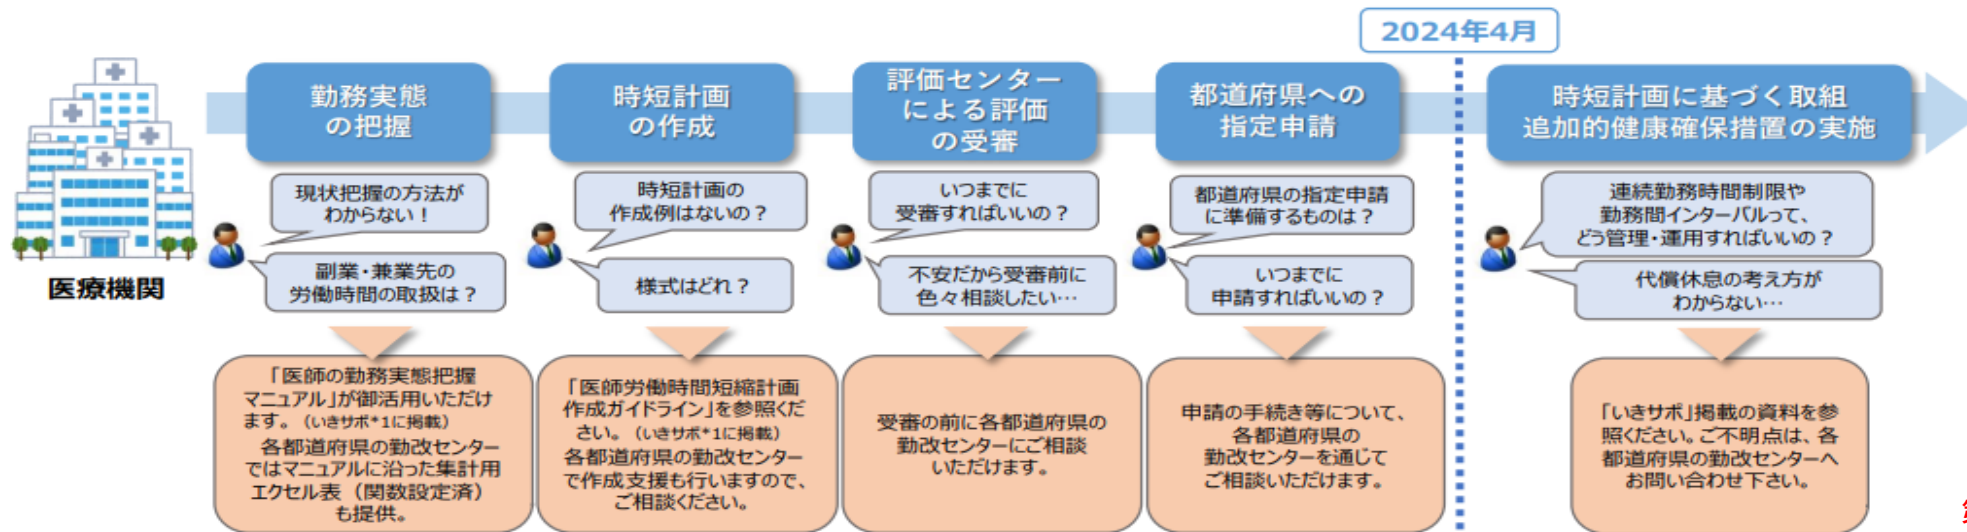 2024年4月
医療機関
勤務実態
の把握
現状把握の方法が
わからない！
副業・兼業先の
労働時間の取扱は？
「医師の勤務実態把握
マニュアル」が御活用いただけ
ます。（いきサポ*1に掲載）
各都道府県の勤改センター
ではマニュアルに沿った集計用
エクセル表（関数設定済）
も提供。
時短計画
の作成
時短計画の
作成例はないの？
様式はどれ？
「医師労働時間短縮計画
作成ガイドライン」を参照くだ
さい。（いきサポ*1に掲載）
各都道府県の勤改センター
で作成支援も行いますので、
ご相談ください。
評価センター
による評価
の受審
いつまでに
受審すればいいの？
不安だから受審前に
色々相談したい…
受審の前に各都道府県の
勤改センターにご相談
いただけます。
都道府県への
指定申請
都道府県の指定申請
に準備するものは？
いつまでに
申請すればいいの？
申請の手続き等について、
各都道府県の
勤改センターを通じて
ご相談いただけます。
時短計画に基づく取組
追加的健康確保措置の実施
連続勤務時間制限や
勤務間インターバルって、
どう管理・運用すればいいの？
代償休息の考え方が
わからない…
「いきサポ」掲載の資料を参
照ください。ご不明点は、各
都道府県の勤改センターへ
お問い合わせ下さい。